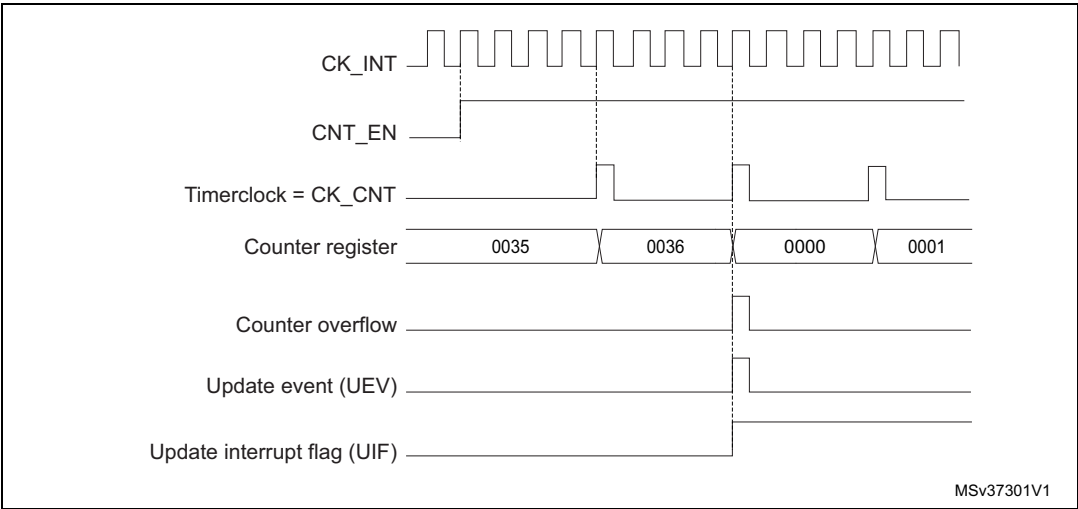 CK_INT
CNT_EN
Timerclock = CK_CNT
Counter register 0035 0036 0000 0001
Counter overflow
Update event (UEV)
Update interrupt flag (UIF)
MSv37301V1